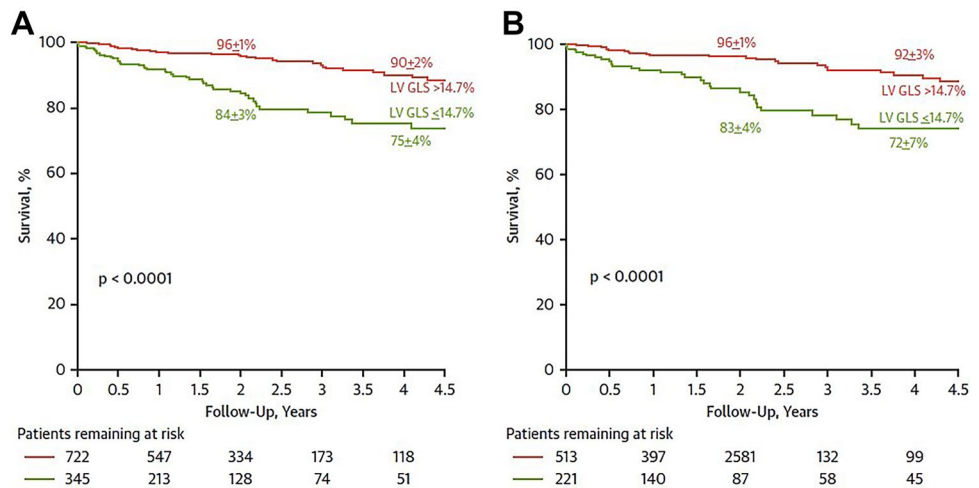 A
100
80
60
40
20
0
Survival, %
96±1%
90±2%
LV GLS >14.7%
LV GLS ≤14.7%
84±3%
75±4%
p < 0.0001
0 0.5 1 1.5 2 2.5 3 3.5 4 4.5
Follow-Up, Years
Patients remaining at risk
722 547 334 173 118
345 213 128 74 51
B
100
80
60
40
20
0
Survival, %
96±1%
92±3%
LV GLS >14.7%
LV GLS ≤14.7%
83±4%
72±7%
p < 0.0001
0 0.5 1 1.5 2 2.5 3 3.5 4 4.5
Follow-Up, Years
Patients remaining at risk
513 397 2581 132 99
221 140 87 58 45